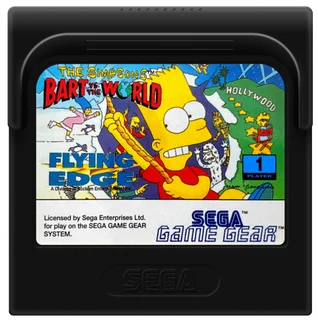 THE SIMPSONS
BART VS. THE WORLD
HOLLYWOOD
FLYING
EDGE
1
PLAYER
Licensed by Sega Enterprises Ltd.
for play on the SEGA GAME GEAR
SYSTEM.
SEGA
GAME GEAR
SEGA